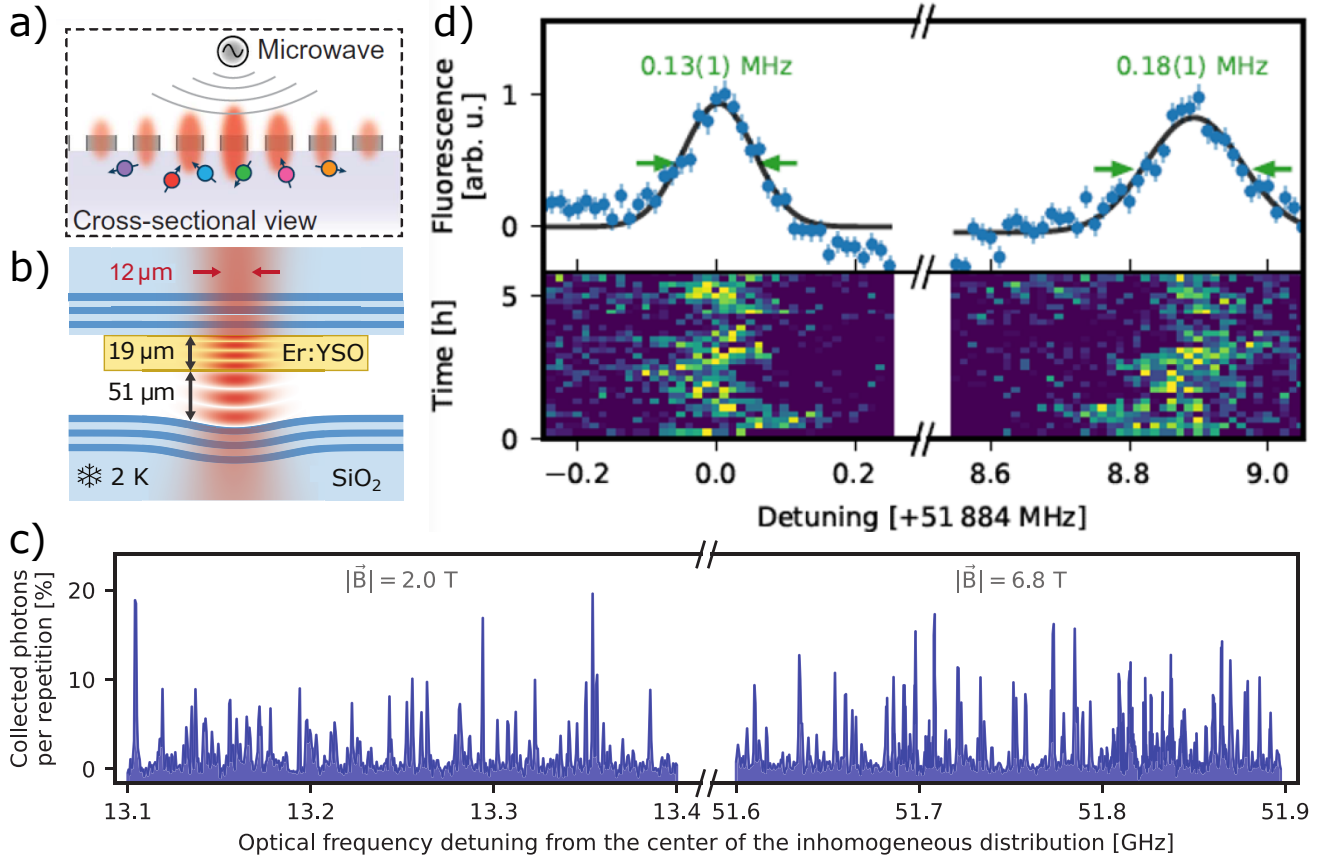 a)
Microwave
Cross-sectional view
b)
12 μm
19 μm
Er:YSO
51 μm
2 K
SiO₂
d)
0.13(1) MHz
0.18(1) MHz
Fluorescence
[arb. u.]
1
0
Time [h]
5
0
−0.2
0.0
0.2
8.6
8.8
9.0
Detuning [+51 884 MHz]
c)
|B⃗| = 2.0 T
|B⃗| = 6.8 T
Collected photons
per repetition [%]
20
10
0
13.1
13.2
13.3
13.4
51.6
51.7
51.8
51.9
Optical frequency detuning from the center of the inhomogeneous distribution [GHz]